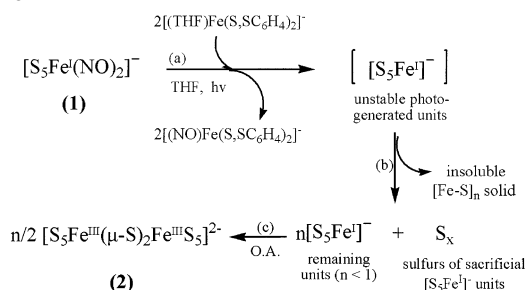 2[(THF)Fe(S,SC₆H₄)₂]⁻
[S₅Feᴵ(NO)₂]⁻
(1)
(a)
THF, hν
2[(NO)Fe(S,SC₆H₄)₂]⁻
[ [S₅Feᴵ]⁻ ]
unstable photo-
generated units
(b)
insoluble
[Fe-S]ₙ solid
n/2 [S₅Feᴵᴵᴵ(μ-S)₂FeᴵᴵᴵS₅]²⁻
(2)
(c)
O.A.
n[S₅Feᴵ]⁻ + Sₓ
remaining
units (n < 1)
sulfurs of sacrificial
[S₅Feᴵ]⁻ units